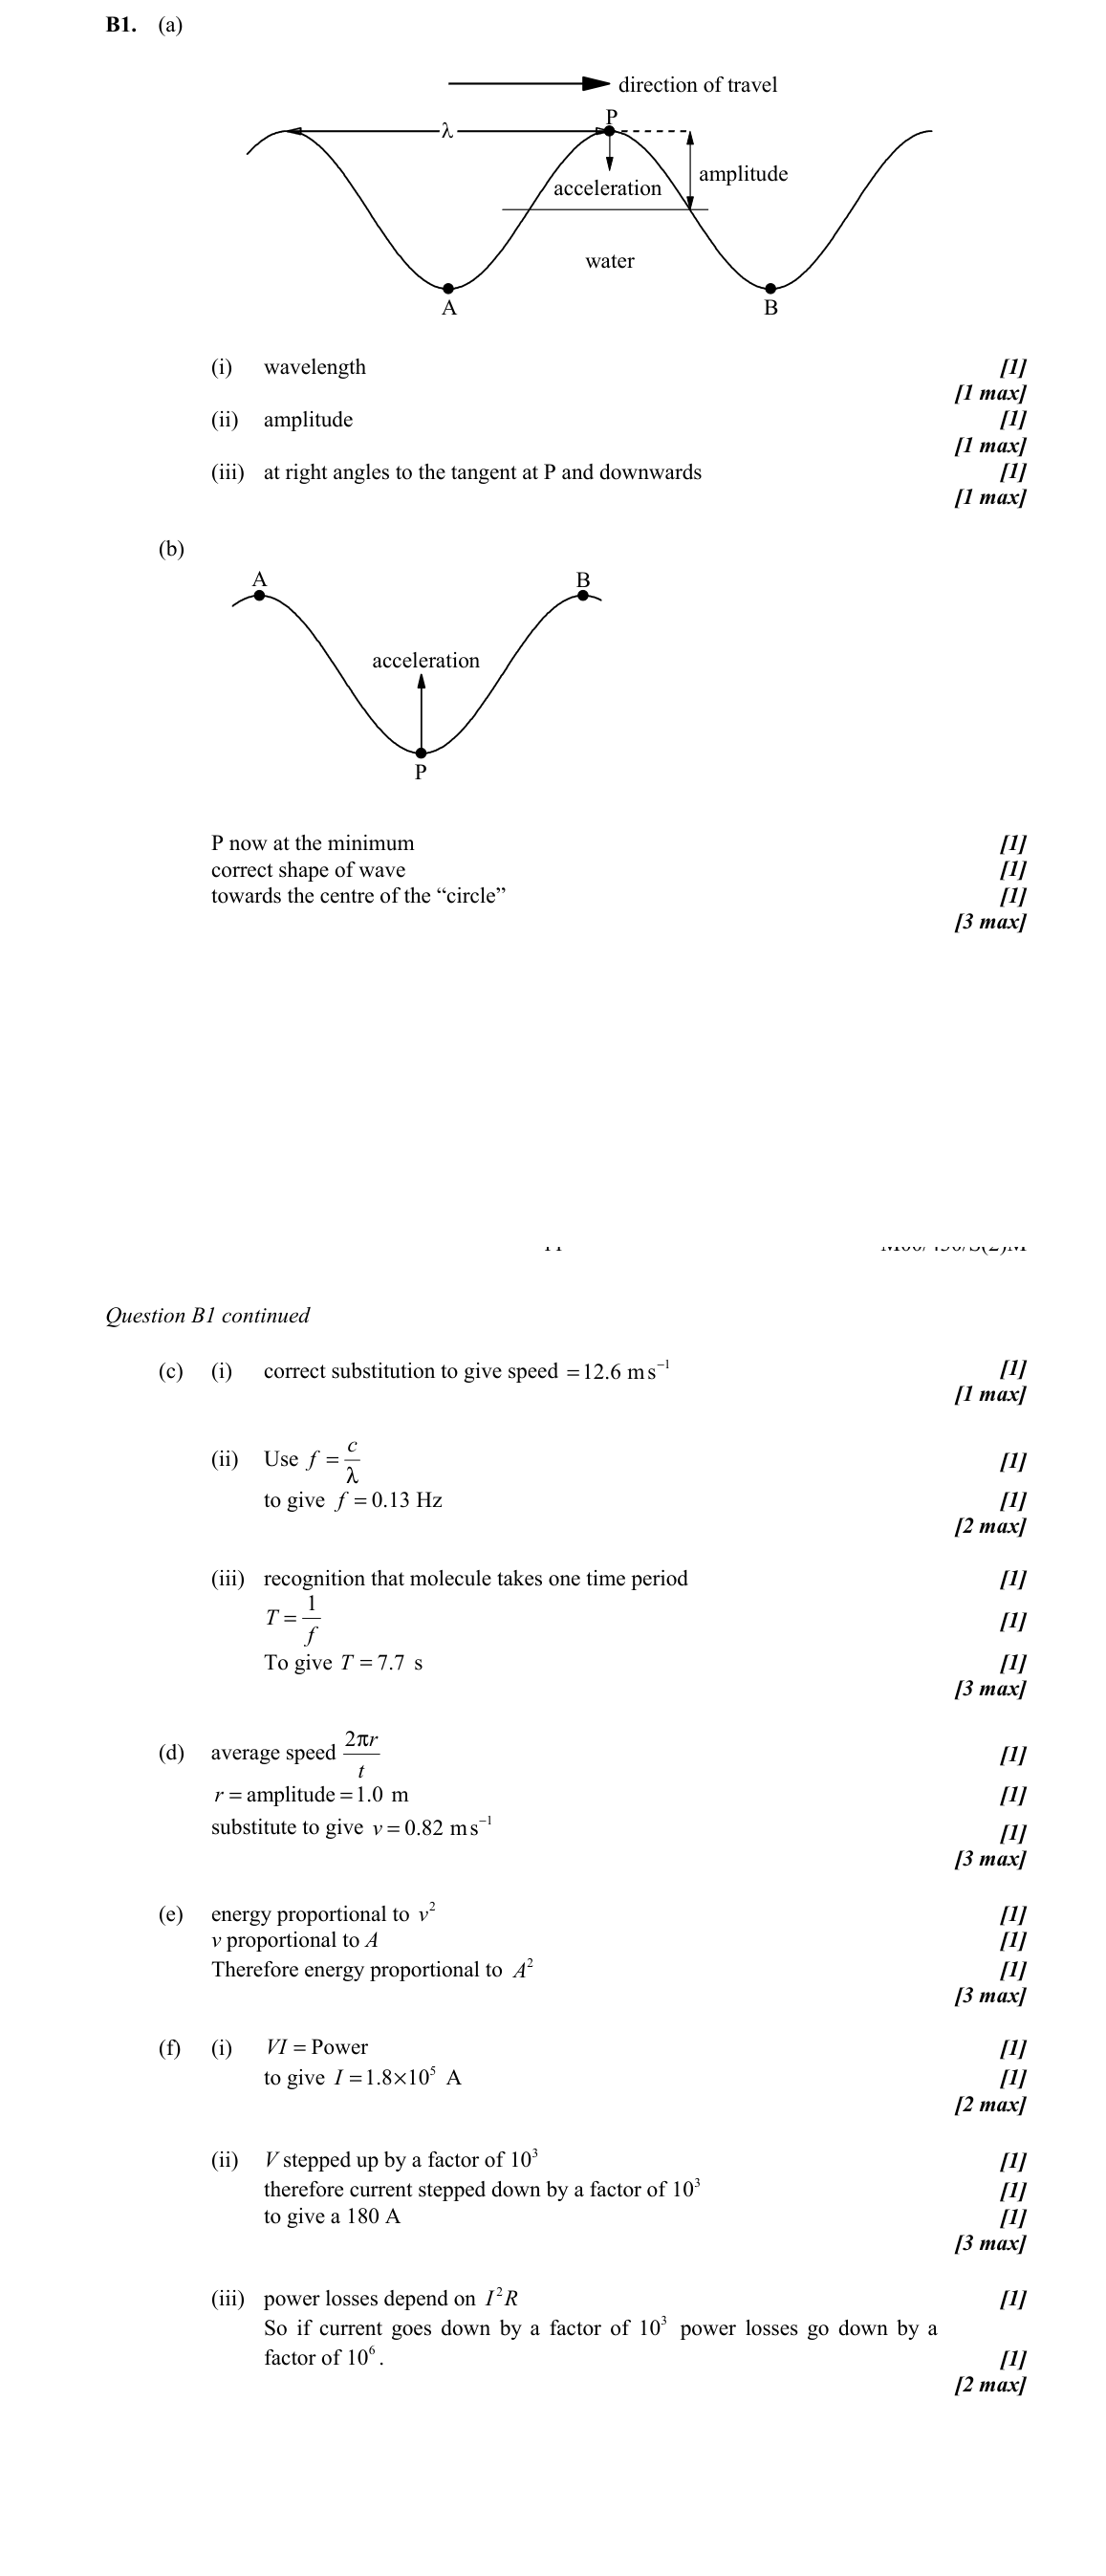 B1. (a)
direction of travel
P
λ
amplitude
acceleration
water
A
B
(i) wavelength [1]
[1 max]
(ii) amplitude [1]
[1 max]
(iii) at right angles to the tangent at P and downwards [1]
[1 max]
(b)
A
B
acceleration
P
P now at the minimum [1]
correct shape of wave [1]
towards the centre of the “circle” [1]
[3 max]
Question B1 continued
(c) (i) correct substitution to give speed = 12.6 m s⁻¹ [1]
[1 max]
(ii) Use f = c/λ [1]
to give f = 0.13 Hz [1]
[2 max]
(iii) recognition that molecule takes one time period [1]
T = 1/f [1]
To give T = 7.7 s [1]
[3 max]
(d) average speed 2πr/t [1]
r = amplitude = 1.0 m [1]
substitute to give v = 0.82 m s⁻¹ [1]
[3 max]
(e) energy proportional to v² [1]
v proportional to A [1]
Therefore energy proportional to A² [1]
[3 max]
(f) (i) VI = Power [1]
to give I = 1.8×10⁵ A [1]
[2 max]
(ii) V stepped up by a factor of 10³ [1]
therefore current stepped down by a factor of 10³ [1]
to give a 180 A [1]
[3 max]
(iii) power losses depend on I²R [1]
So if current goes down by a factor of 10³ power losses go down by a
factor of 10⁶. [1]
[2 max]